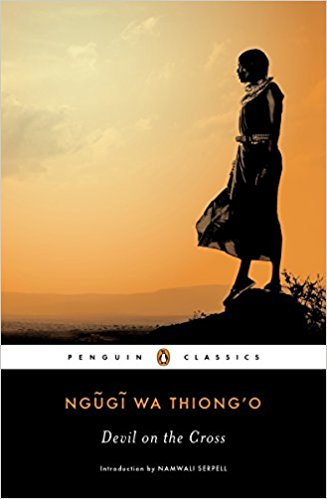 PENGUIN CLASSICS
NGŨGĨ WA THIONG'O
Devil on the Cross
Introduction by NAMWALI SERPELL